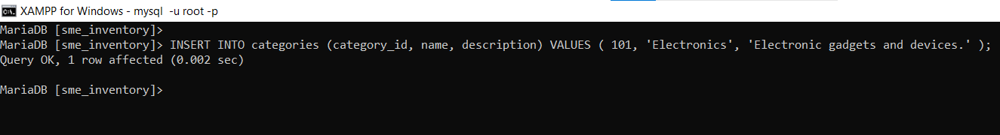 XAMPP for Windows - mysql  -u root -p
MariaDB [sme_inventory]>
MariaDB [sme_inventory]> INSERT INTO categories (category_id, name, description) VALUES ( 101, 'Electronics', 'Electronic gadgets and devices.' );
Query OK, 1 row affected (0.002 sec)
MariaDB [sme_inventory]>